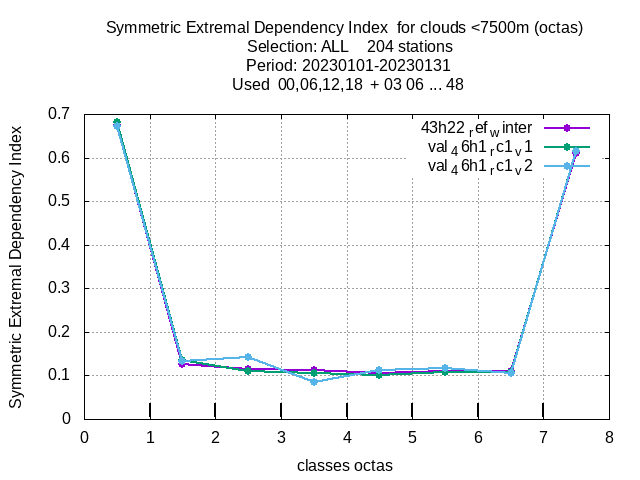 Symmetric Extremal Dependency Index  for clouds <7500m (octas)
Selection: ALL    204 stations
Period: 20230101-20230131
Used  00,06,12,18  + 03 06 ... 48
Symmetric Extremal Dependency Index
0.7
0.6
0.5
0.4
0.3
0.2
0.1
0
43h22_ref_winter
val_46h1_rc1_v1
val_46h1_rc1_v2
0 1 2 3 4 5 6 7 8
classes octas